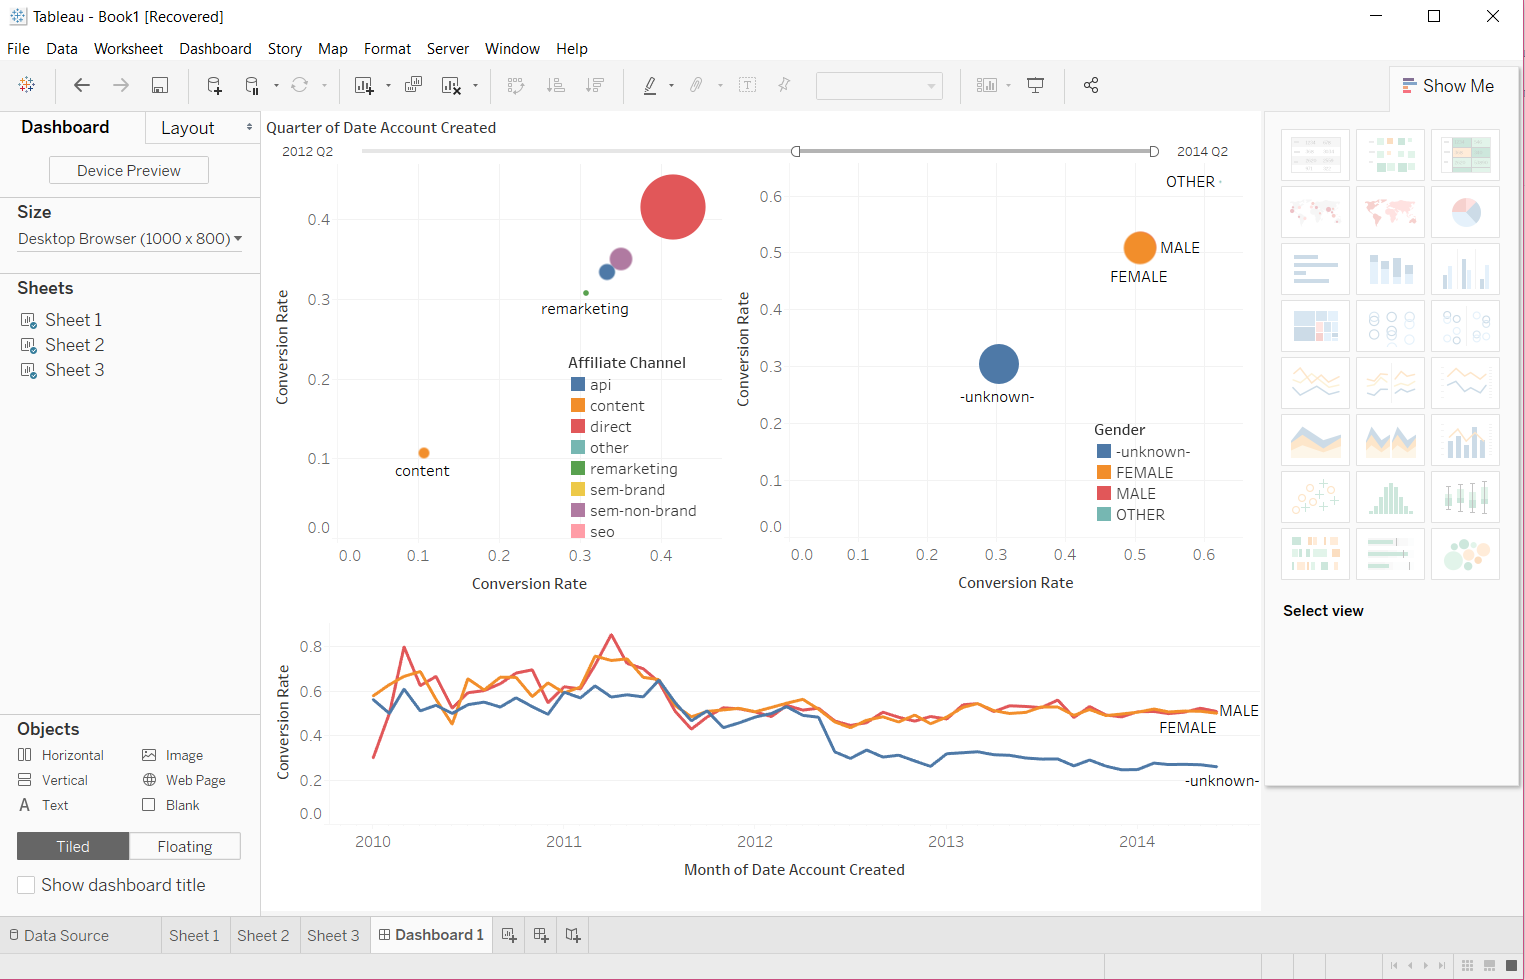 Tableau - Book1 [Recovered]
File Data Worksheet Dashboard Story Map Format Server Window Help
Show Me
Dashboard Layout
Device Preview
Size
Desktop Browser (1000 x 800)
Sheets
Sheet 1
Sheet 2
Sheet 3
Objects
Horizontal Image
Vertical Web Page
A Text Blank
Tiled Floating
Show dashboard title
Quarter of Date Account Created
2012 Q2 2014 Q2
Conversion Rate
0.4
0.3
0.2
0.1
0.0
remarketing
content
Affiliate Channel
api
content
direct
other
remarketing
sem-brand
sem-non-brand
seo
0.0 0.1 0.2 0.3 0.4
Conversion Rate
Conversion Rate
0.6
0.5
0.4
0.3
0.2
0.1
0.0
OTHER
MALE
FEMALE
-unknown-
Gender
-unknown-
FEMALE
MALE
OTHER
0.0 0.1 0.2 0.3 0.4 0.5 0.6
Conversion Rate
Conversion Rate
0.8
0.6
0.4
0.2
0.0
MALE
FEMALE
-unknown-
2010 2011 2012 2013 2014
Month of Date Account Created
Select view
Data Source Sheet 1 Sheet 2 Sheet 3 Dashboard 1